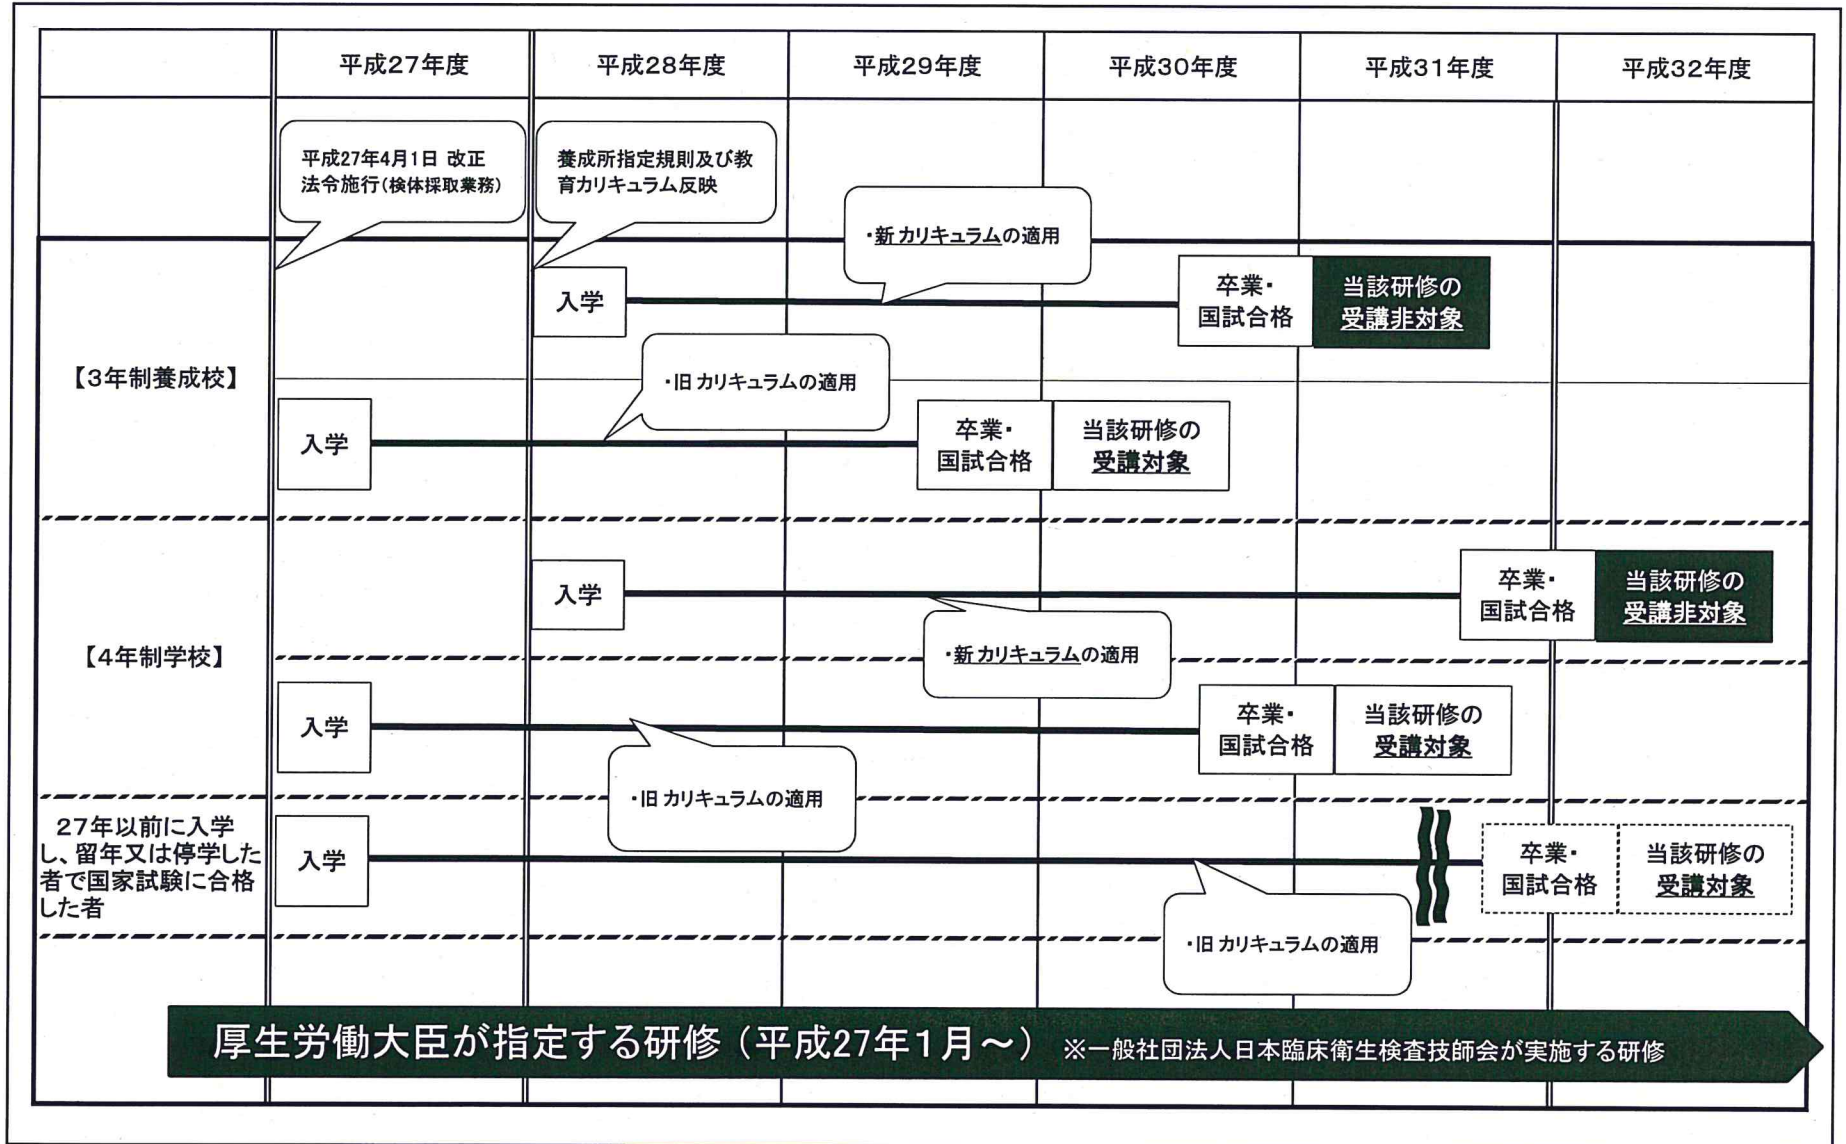 平成27年度
平成28年度
平成29年度
平成30年度
平成31年度
平成32年度
平成27年4月1日 改正
法令施行(検体採取業務)
養成所指定規則及び教
育カリキュラム反映
・新カリキュラムの適用
【3年制養成校】
入学
卒業・
国試合格
当該研修の
受講非対象
・旧カリキュラムの適用
入学
卒業・
国試合格
当該研修の
受講対象
【4年制学校】
入学
卒業・
国試合格
当該研修の
受講非対象
・新カリキュラムの適用
入学
卒業・
国試合格
当該研修の
受講対象
・旧カリキュラムの適用
27年以前に入学
し、留年又は停学した
者で国家試験に合格
した者
入学
卒業・
国試合格
当該研修の
受講対象
・旧カリキュラムの適用
厚生労働大臣が指定する研修(平成27年1月~) ※一般社団法人日本臨床衛生検査技師会が実施する研修